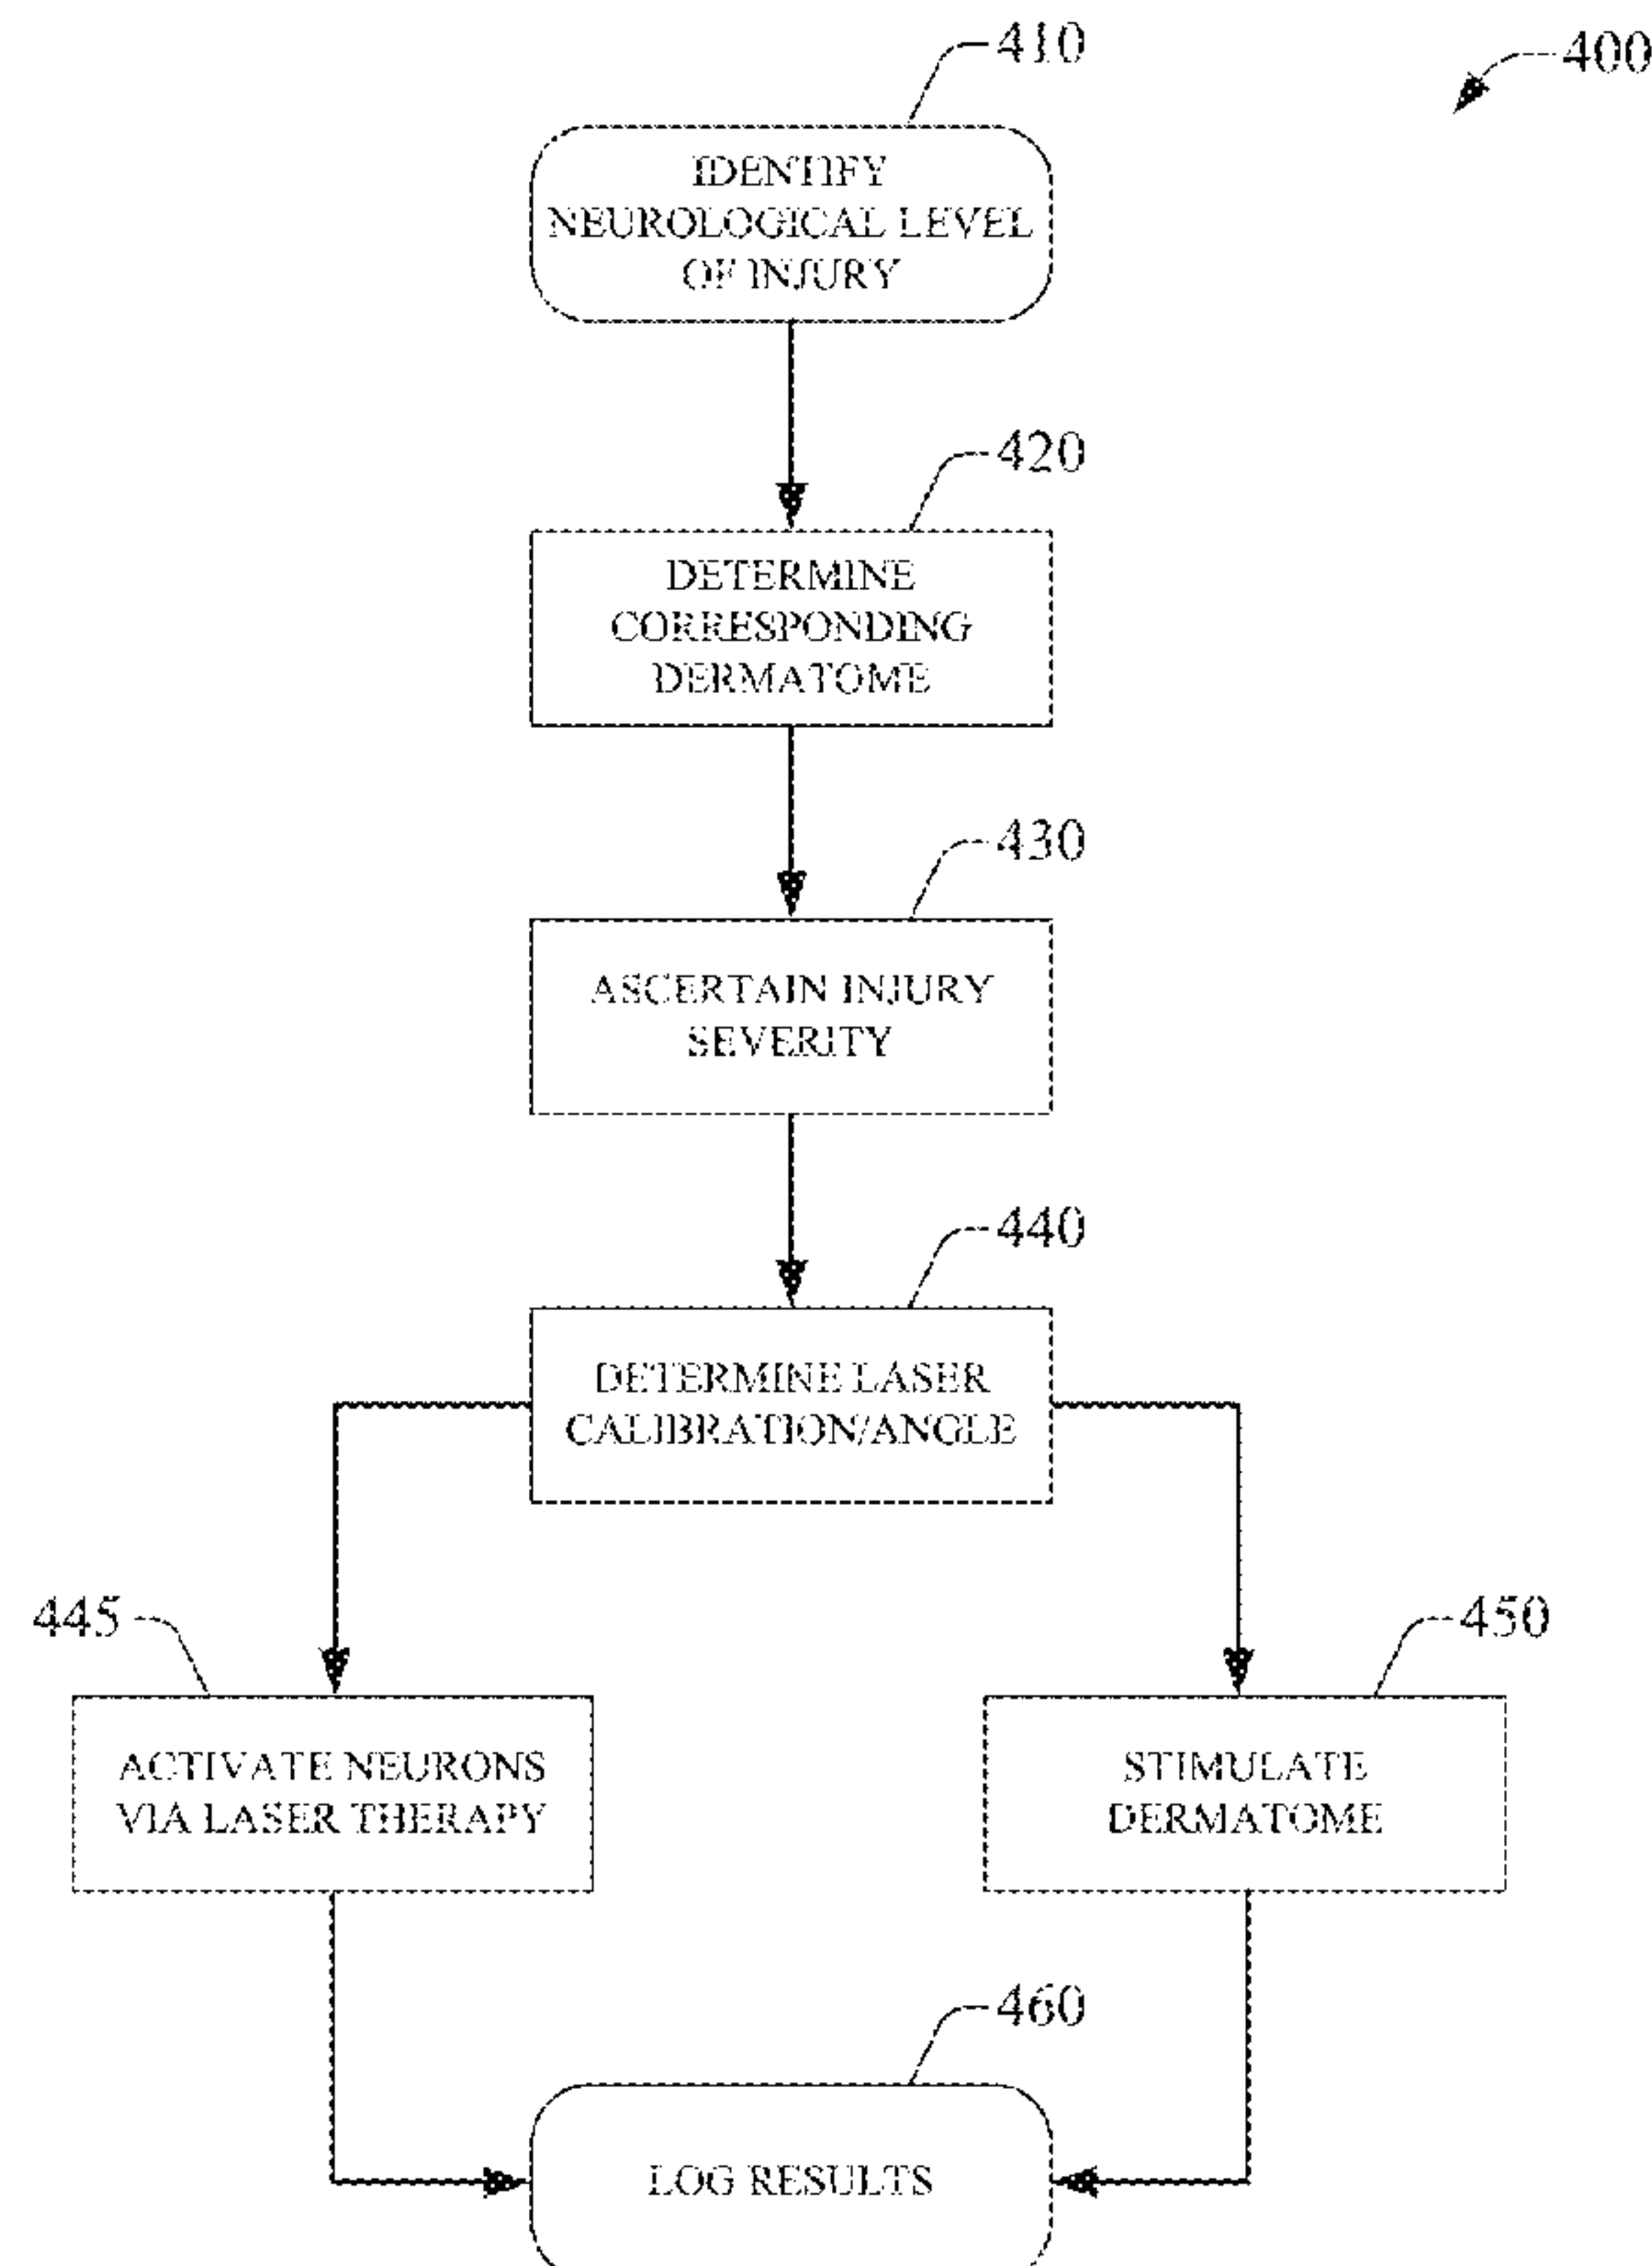 410
400
IDENTIFY
NEUROLOGICAL LEVEL
OF INJURY
420
DETERMINE
CORRESPONDING
DERMATOME
430
ASCERTAIN INJURY
SEVERITY
440
DETERMINE LASER
CALIBRATION/ANGLE
445
450
ACTIVATE NEURONS
VIA LASER THERAPY
STIMULATE
DERMATOME
460
LOG RESULTS